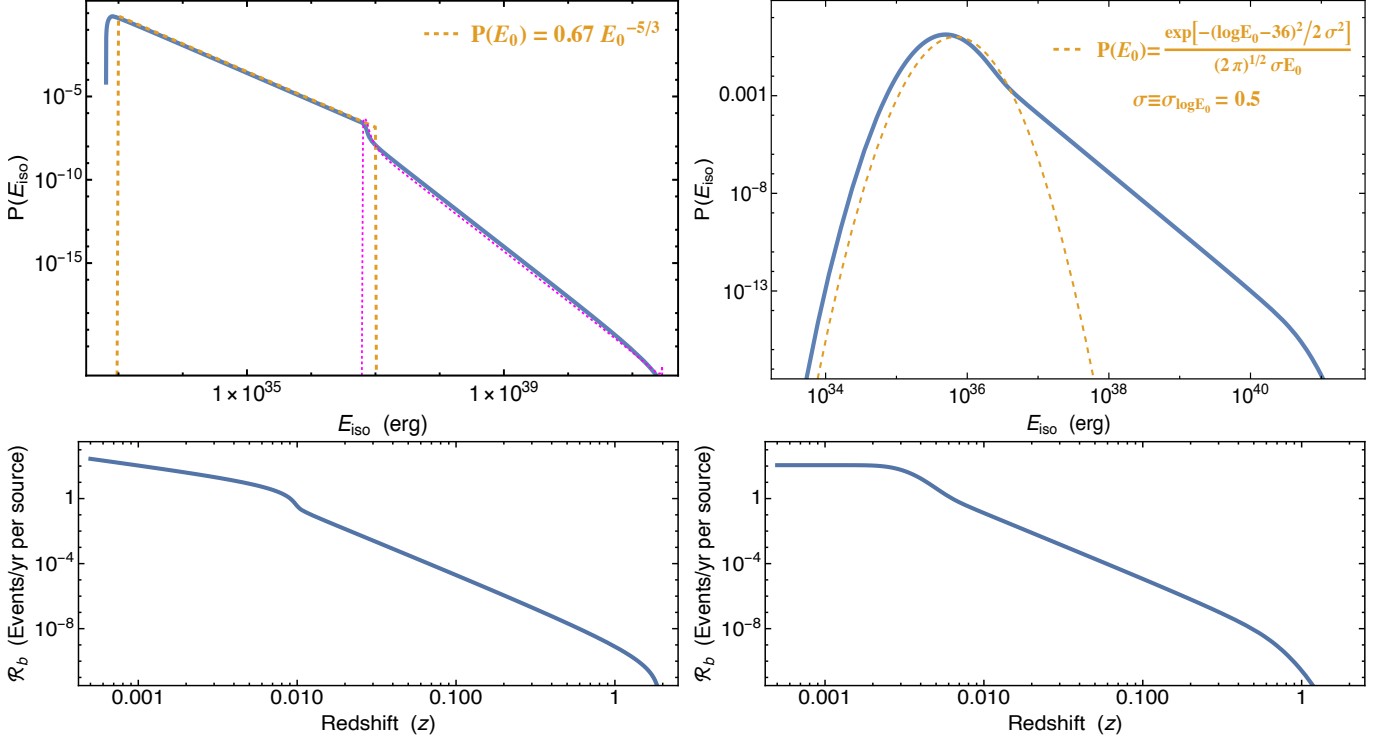 P(E₀) = 0.67 E₀^−5/3
10^−5
10^−10
10^−15
P(E_iso)
1 × 10^35
1 × 10^39
E_iso (erg)
P(E₀) = exp[−(logE₀−36)²/2 σ²] / (2 π)^1/2 σE₀
σ≡σ_logE₀ = 0.5
0.001
10^−8
10^−13
P(E_iso)
10^34
10^36
10^38
10^40
E_iso (erg)
ℛ_b (Events/yr per source)
1
10^−4
10^−8
0.001
0.010
0.100
1
Redshift (z)
ℛ_b (Events/yr per source)
1
10^−4
10^−8
0.001
0.010
0.100
1
Redshift (z)